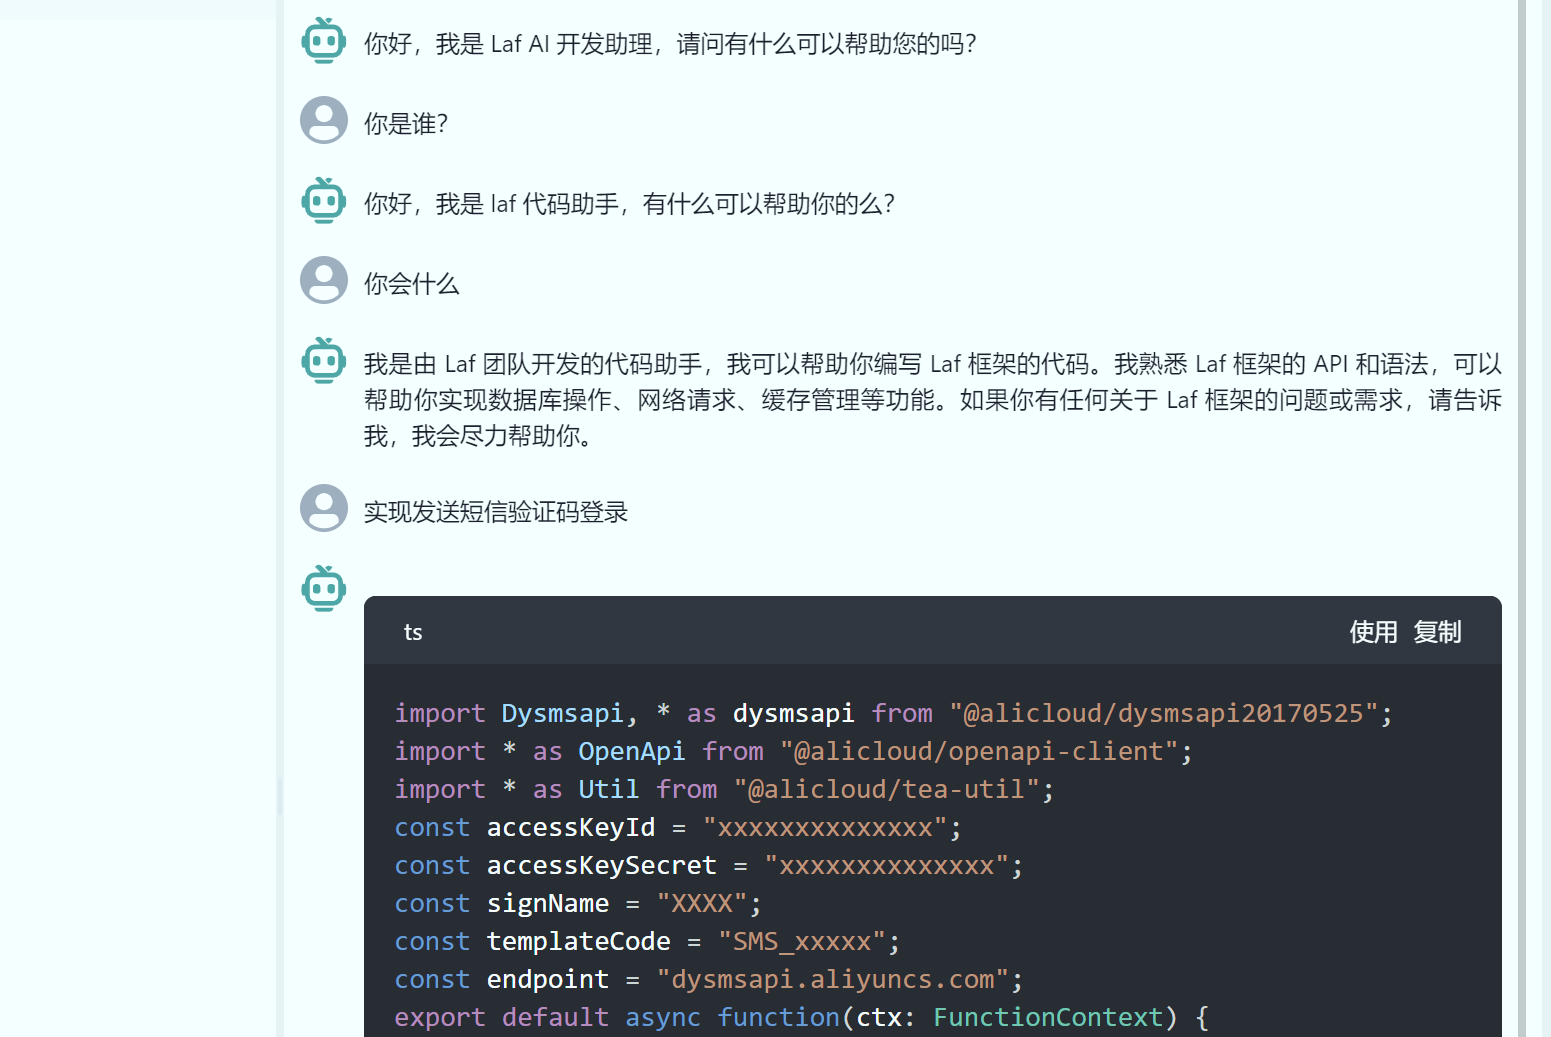 你好，我是 Laf AI 开发助理，请问有什么可以帮助您的吗？
你是谁？
你好，我是 laf 代码助手，有什么可以帮助你的么？
你会什么
我是由 Laf 团队开发的代码助手，我可以帮助你编写 Laf 框架的代码。我熟悉 Laf 框架的 API 和语法，可以
帮助你实现数据库操作、网络请求、缓存管理等功能。如果你有任何关于 Laf 框架的问题或需求，请告诉
我，我会尽力帮助你。
实现发送短信验证码登录
ts 使用 复制
import Dysmsapi, * as dysmsapi from "@alicloud/dysmsapi20170525";
import * as OpenApi from "@alicloud/openapi-client";
import * as Util from "@alicloud/tea-util";
const accessKeyId = "xxxxxxxxxxxxxx";
const accessKeySecret = "xxxxxxxxxxxxxx";
const signName = "XXXX";
const templateCode = "SMS_xxxxx";
const endpoint = "dysmsapi.aliyuncs.com";
export default async function(ctx: FunctionContext) {